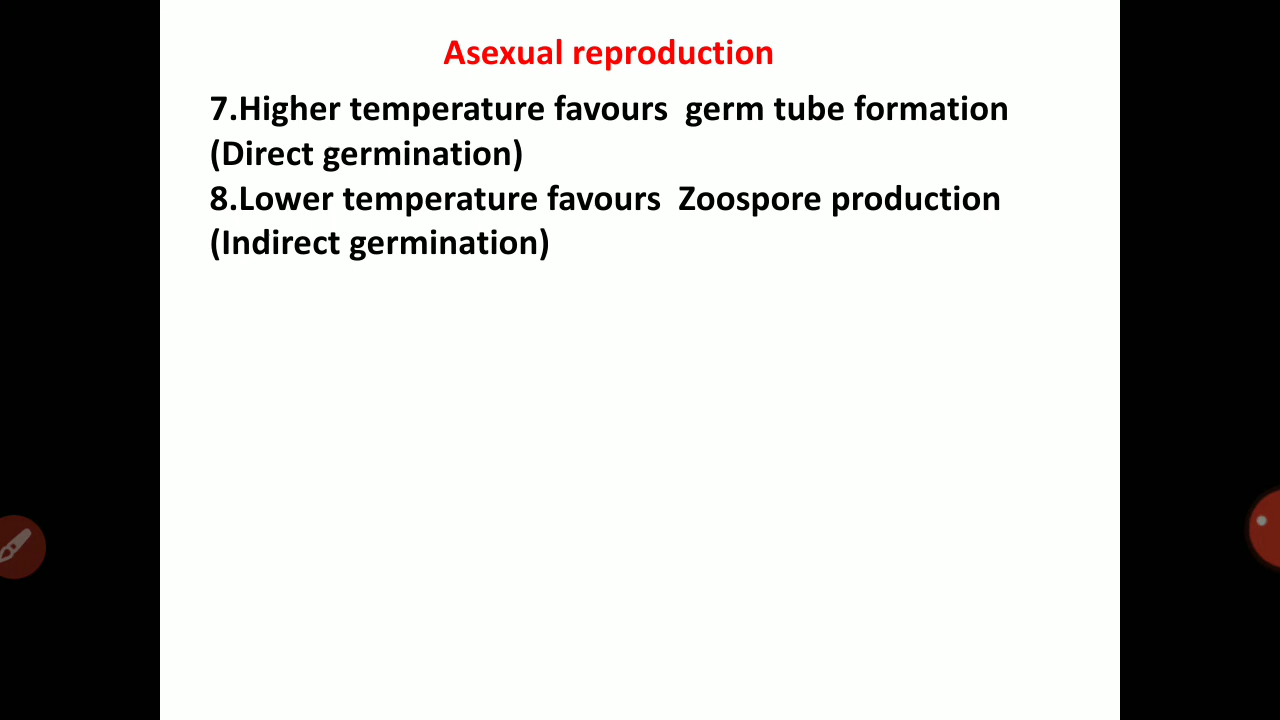 Asexual reproduction
7.Higher temperature favours  germ tube formation
(Direct germination)
8.Lower temperature favours  Zoospore production
(Indirect germination)